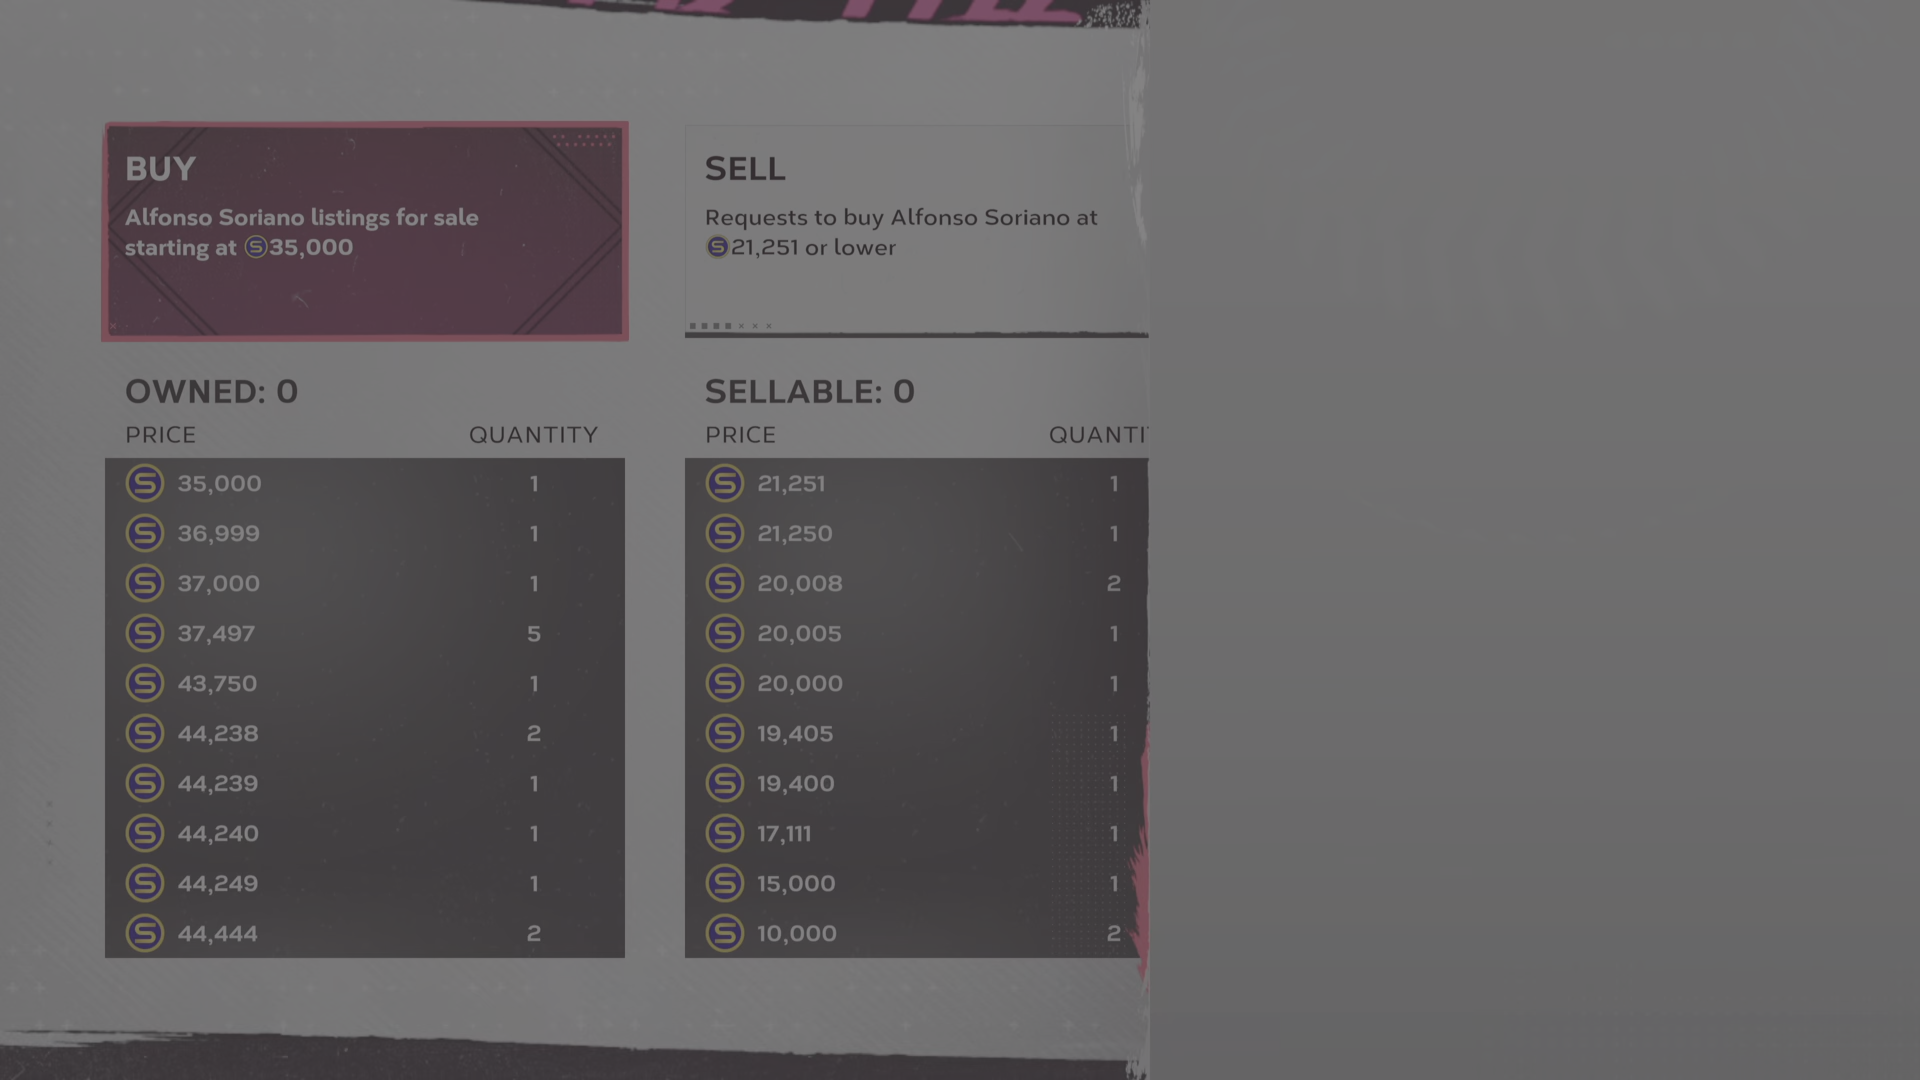 BUY
Alfonso Soriano listings for sale
starting at S35,000
OWNED: 0
PRICE QUANTITY
35,000 1
36,999 1
37,000 1
37,497 5
43,750 1
44,238 2
44,239 1
44,240 1
44,249 1
44,444 2
SELL
Requests to buy Alfonso Soriano at
S21,251 or lower
SELLABLE: 0
PRICE QUANTI
21,251 1
21,250 1
20,008 2
20,005 1
20,000 1
19,405 1
19,400 1
17,111 1
15,000 1
10,000 2